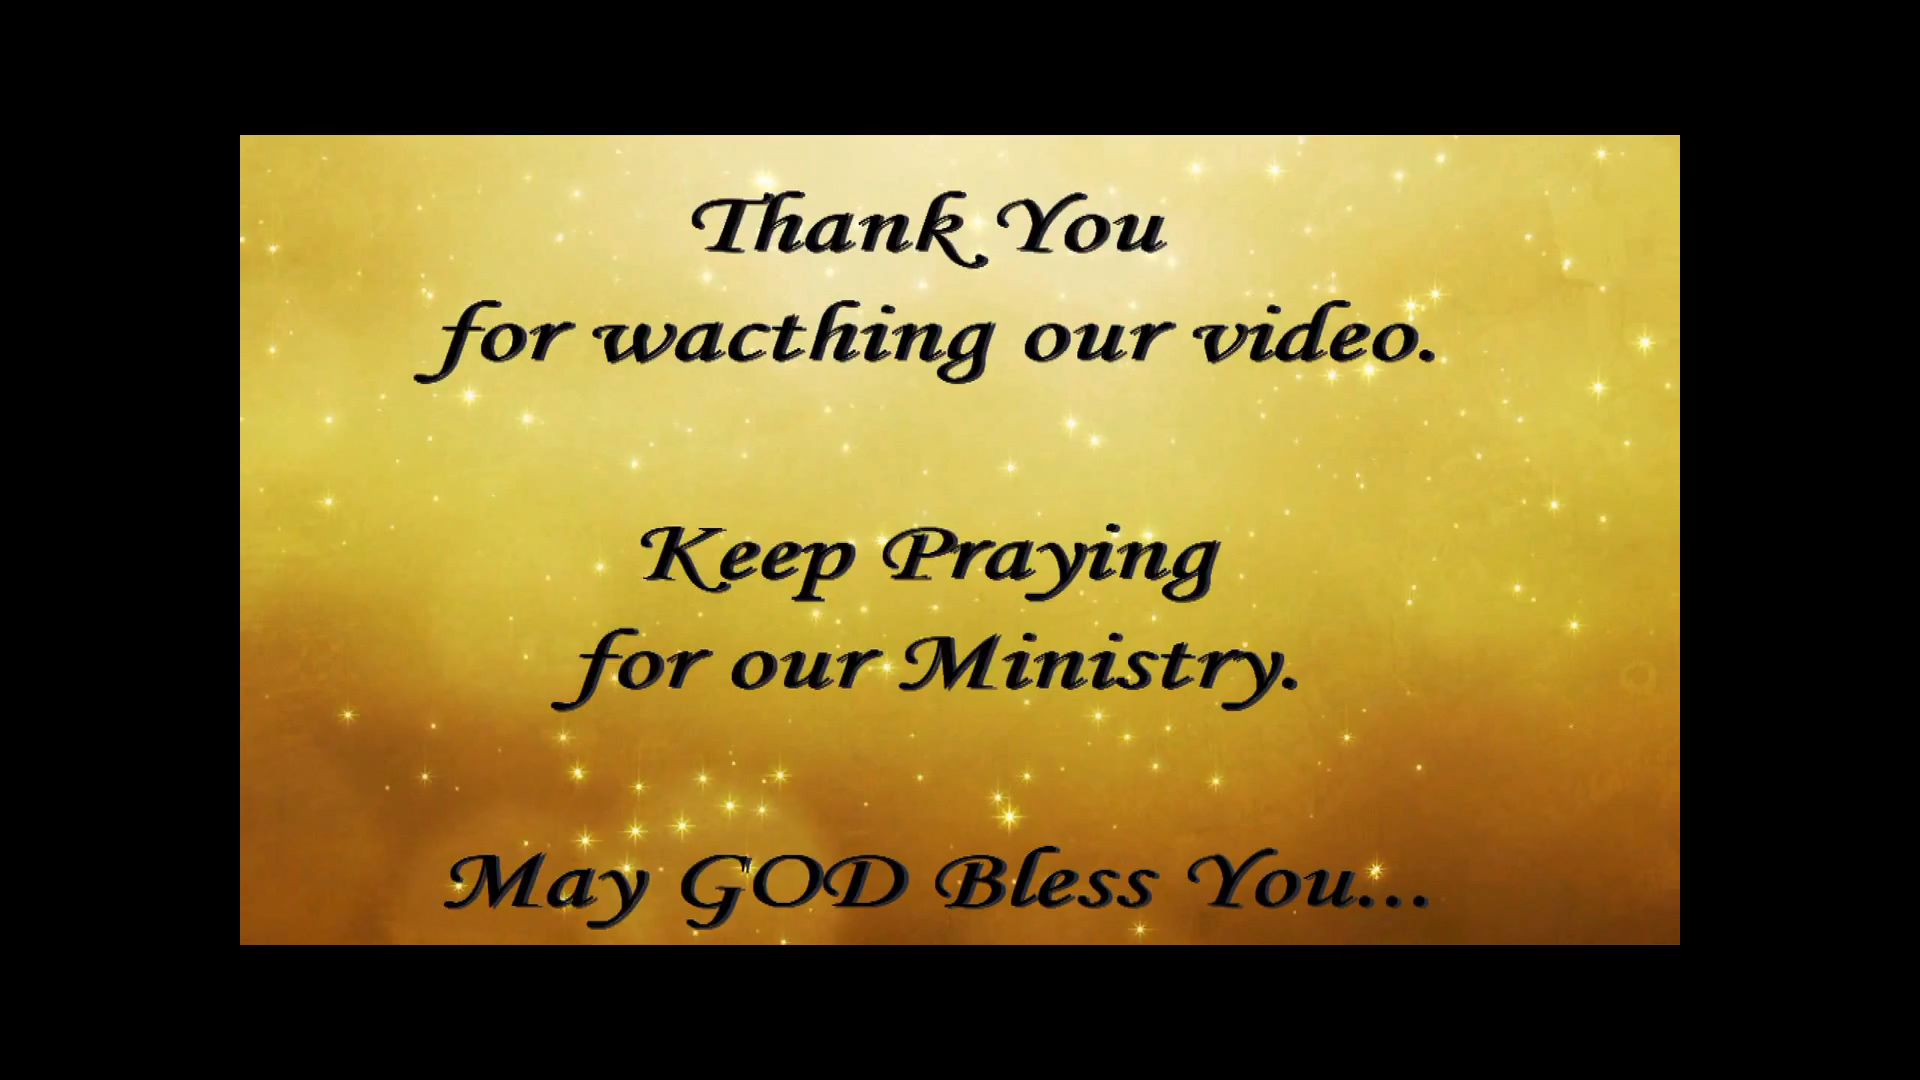 Thank You
for wacthing our video.
Keep Praying
for our Ministry.
May GOD Bless You...